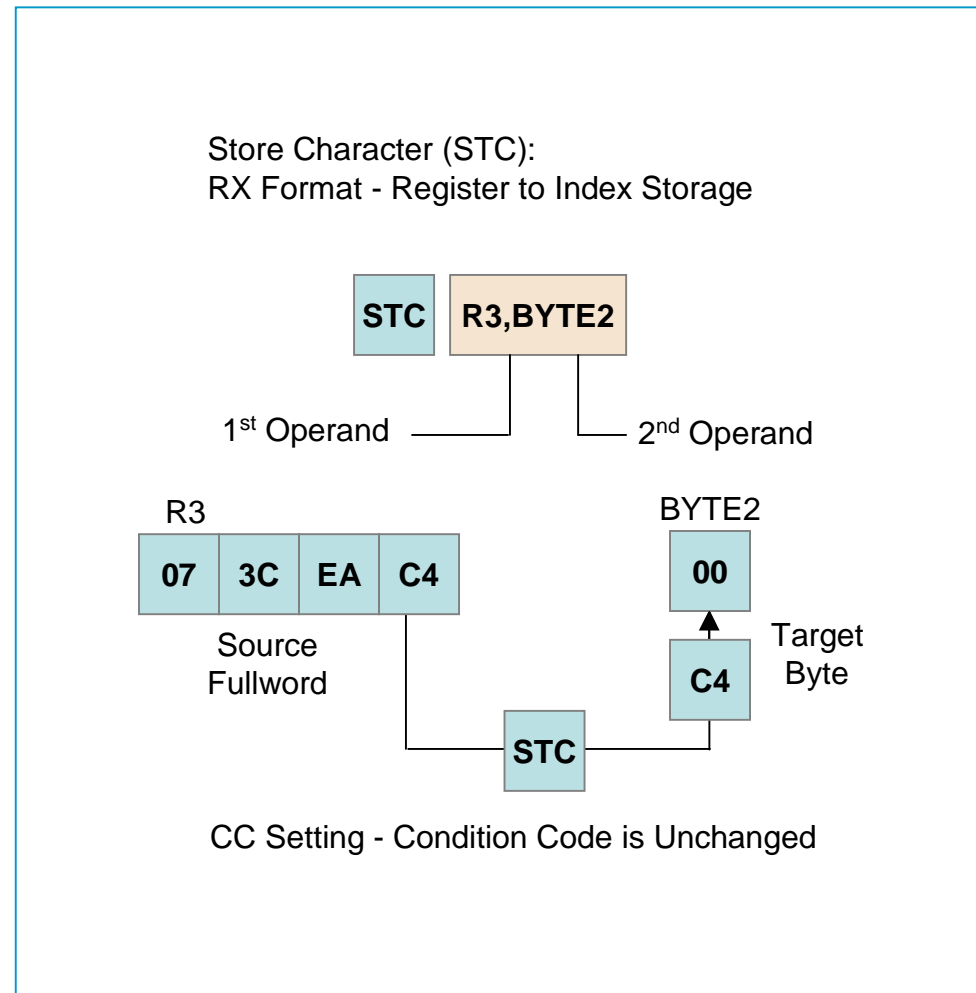 Store Character (STC):
RX Format - Register to Index Storage
STC R3,BYTE2
1st Operand
2nd Operand
R3
BYTE2
07 3C EA C4
00
Source
Fullword
C4
Target
Byte
STC
CC Setting - Condition Code is Unchanged